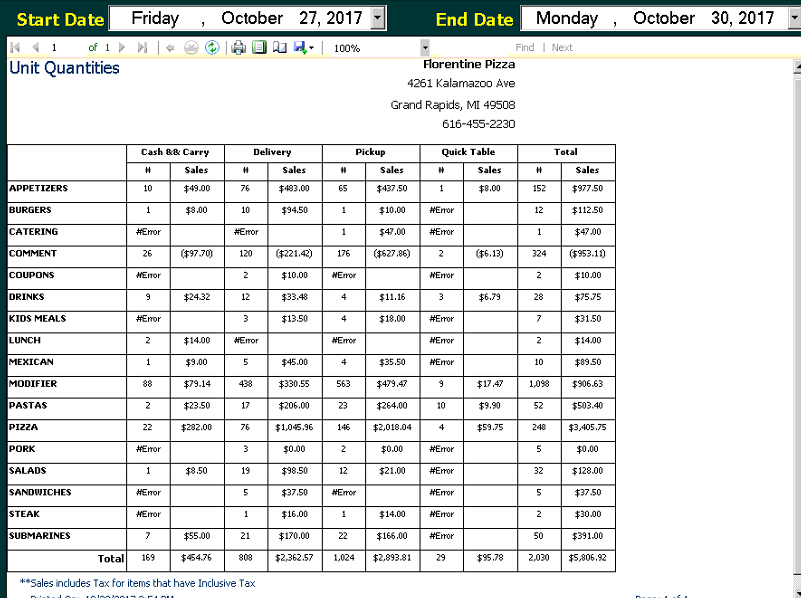 Start Date Friday , October 27, 2017 End Date Monday , October 30, 2017
1 of 1 100% Find | Next
Unit Quantities Florentine Pizza
4261 Kalamazoo Ave
Grand Rapids, MI 49508
616-455-2230
Cash && Carry Delivery Pickup Quick Table Total
# Sales # Sales # Sales # Sales # Sales
APPETIZERS 10 $49.00 76 $483.00 65 $437.50 1 $8.00 152 $977.50
BURGERS 1 $8.00 10 $94.50 1 $10.00 #Error 12 $112.50
CATERING #Error #Error 1 $47.00 #Error 1 $47.00
COMMENT 26 ($97.70) 120 ($221.42) 176 ($627.86) 2 ($6.13) 324 ($953.11)
COUPONS #Error 2 $10.00 #Error #Error 2 $10.00
DRINKS 9 $24.32 12 $33.48 4 $11.16 3 $6.79 28 $75.75
KIDS MEALS #Error 3 $13.50 4 $18.00 #Error 7 $31.50
LUNCH 2 $14.00 #Error #Error #Error 2 $14.00
MEXICAN 1 $9.00 5 $45.00 4 $35.50 #Error 10 $89.50
MODIFIER 88 $79.14 438 $330.55 563 $479.47 9 $17.47 1,098 $906.63
PASTAS 2 $23.50 17 $206.00 23 $264.00 10 $9.90 52 $503.40
PIZZA 22 $282.00 76 $1,045.96 146 $2,018.04 4 $59.75 248 $3,405.75
PORK #Error 3 $0.00 2 $0.00 #Error 5 $0.00
SALADS 1 $8.50 19 $98.50 12 $21.00 #Error 32 $128.00
SANDWICHES #Error 5 $37.50 #Error #Error 5 $37.50
STEAK #Error 1 $16.00 1 $14.00 #Error 2 $30.00
SUBMARINES 7 $55.00 21 $170.00 22 $166.00 #Error 50 $391.00
Total 169 $454.76 808 $2,362.57 1,024 $2,893.81 29 $95.78 2,030 $5,806.92
**Sales includes Tax for items that have Inclusive Tax